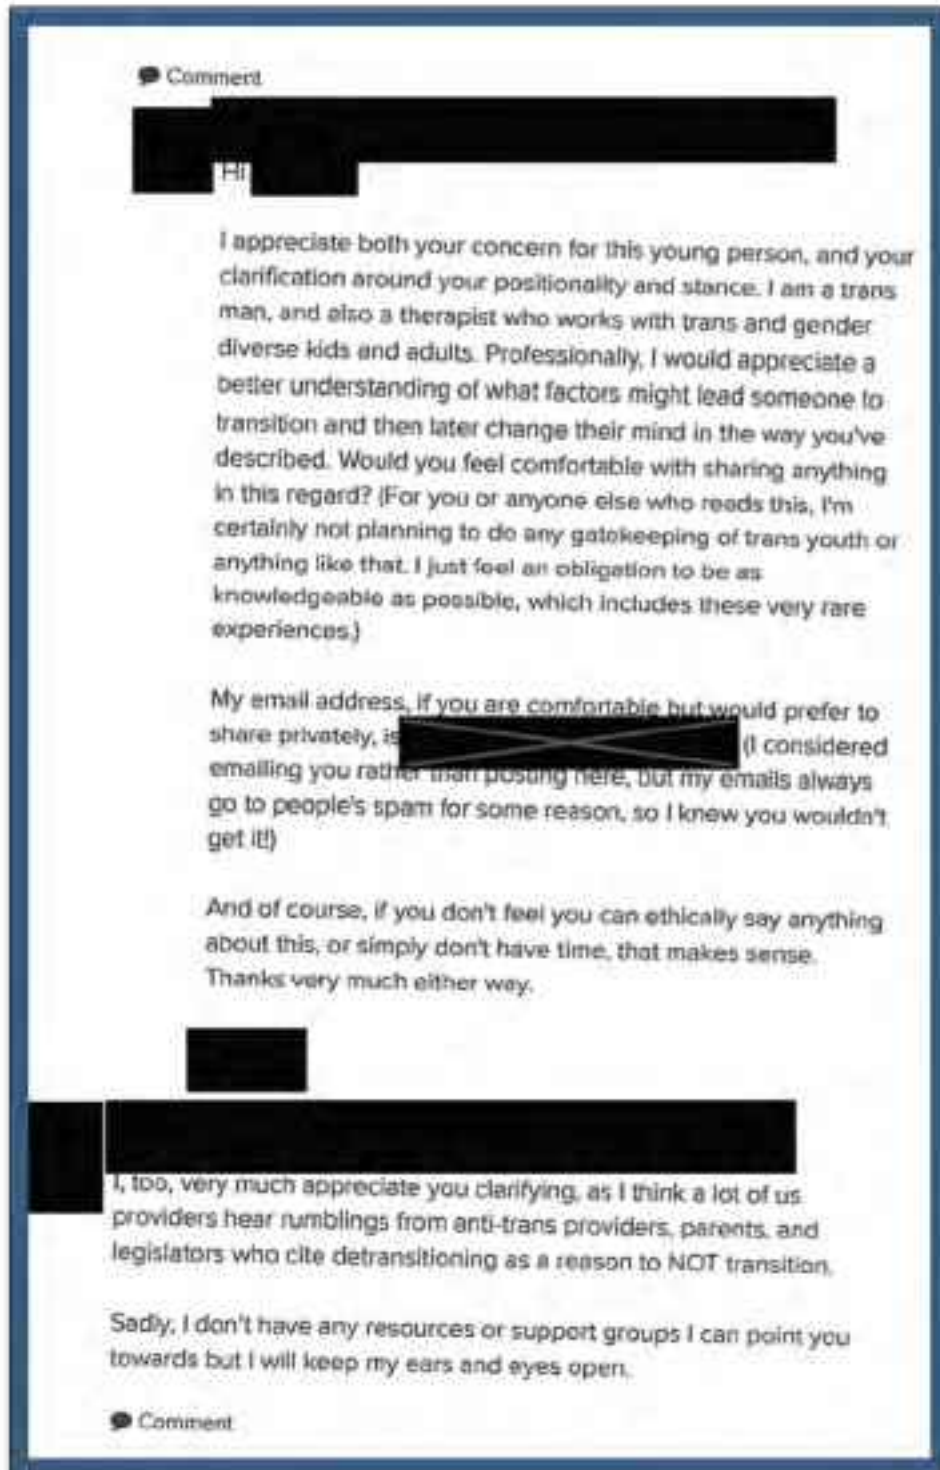 Comment
Hi
I appreciate both your concern for this young person, and your
clarification around your positionality and stance. I am a trans
man, and also a therapist who works with trans and gender
diverse kids and adults. Professionally, I would appreciate a
better understanding of what factors might lead someone to
transition and then later change their mind in the way you've
described. Would you feel comfortable with sharing anything
in this regard? (For you or anyone else who reads this, I'm
certainly not planning to do any gatekeeping of trans youth or
anything like that. I just feel an obligation to be as
knowledgeable as possible, which includes these very rare
experiences.)
My email address, if you are comfortable but would prefer to
share privately, is
(I considered
emailing you rather than posting here, but my emails always
go to people's spam for some reason, so I knew you wouldn't
get it!)
And of course, if you don't feel you can ethically say anything
about this, or simply don't have time, that makes sense.
Thanks very much either way.
I, too, very much appreciate you clarifying, as I think a lot of us
providers hear rumblings from anti-trans providers, parents, and
legislators who cite detransitioning as a reason to NOT transition.
Sadly, I don't have any resources or support groups I can point you
towards but I will keep my ears and eyes open.
Comment